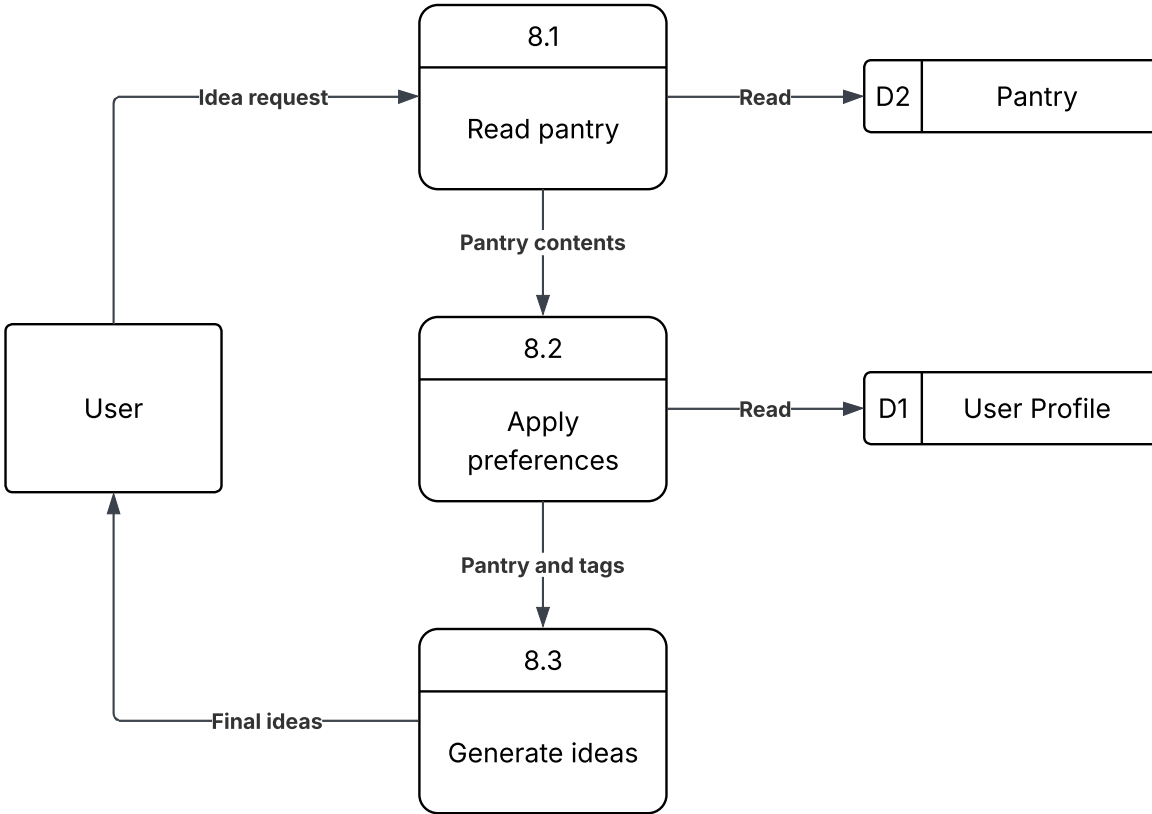 8.1
Idea request
Read
D2
Pantry
Read pantry
Pantry contents
8.2
User
Apply
preferences
Read
D1
User Profile
Pantry and tags
8.3
Final ideas
Generate ideas